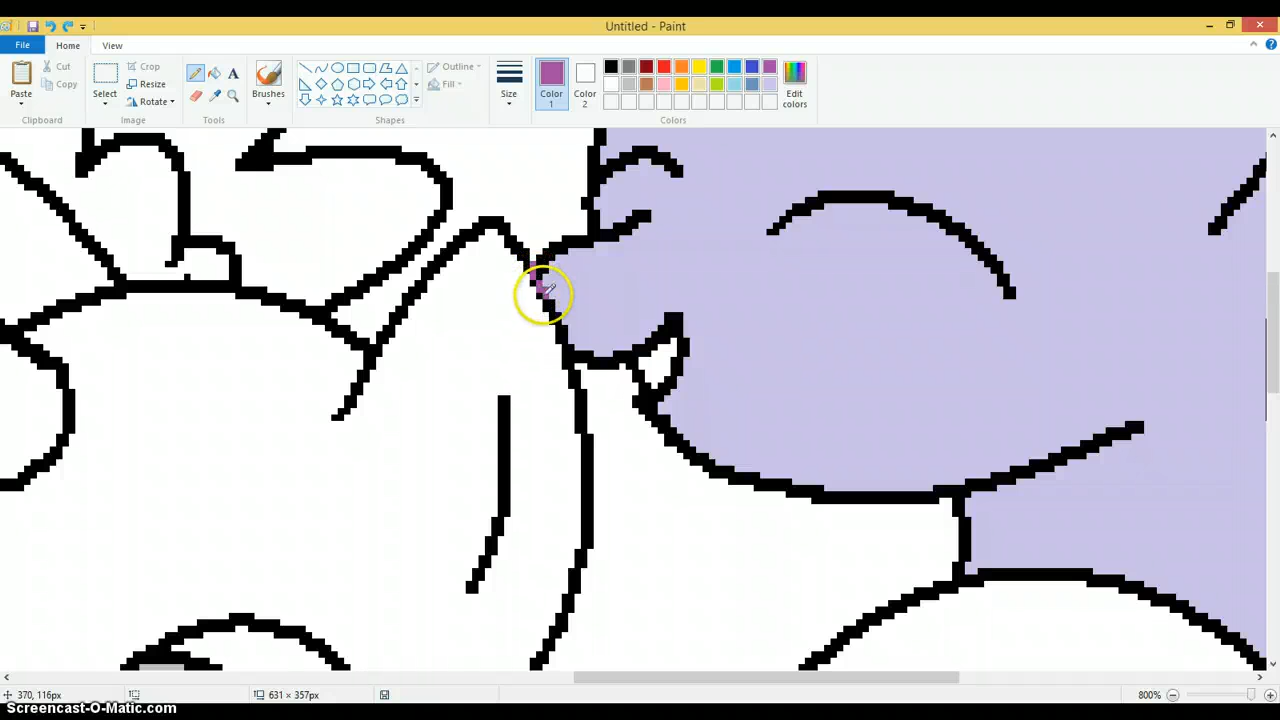 Untitled - Paint
File Home View
Paste Cut Copy
Clipboard
Select Crop Resize Rotate
Image
A
Tools
Brushes
Outline Fill
Shapes
Size
Color 1 Color 2 Edit colors
Colors
370, 116px 631 × 357px 800%
Screencast-O-Matic.com